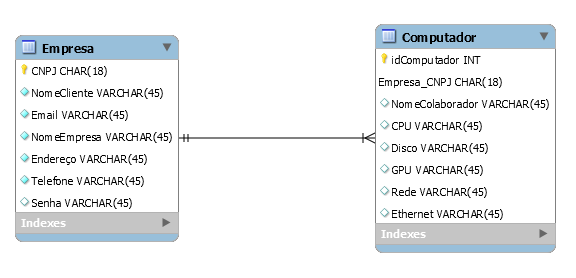 Empresa
CNPJ CHAR(18)
NomeCliente VARCHAR(45)
Email VARCHAR(45)
NomeEmpresa VARCHAR(45)
Endereço VARCHAR(45)
Telefone VARCHAR(45)
Senha VARCHAR(45)
Indexes
Computador
idComputador INT
Empresa_CNPJ CHAR(18)
NomeColaborador VARCHAR(45)
CPU VARCHAR(45)
Disco VARCHAR(45)
GPU VARCHAR(45)
Rede VARCHAR(45)
Ethernet VARCHAR(45)
Indexes